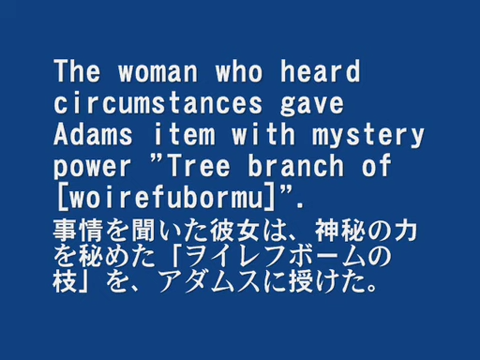 The woman who heard
circumstances gave
Adams item with mystery
power ”Tree branch of
[woirefubormu]”.
事情を聞いた彼女は、神秘の力
を秘めた「ヲイレフボームの
枝」を、アダムスに授けた。